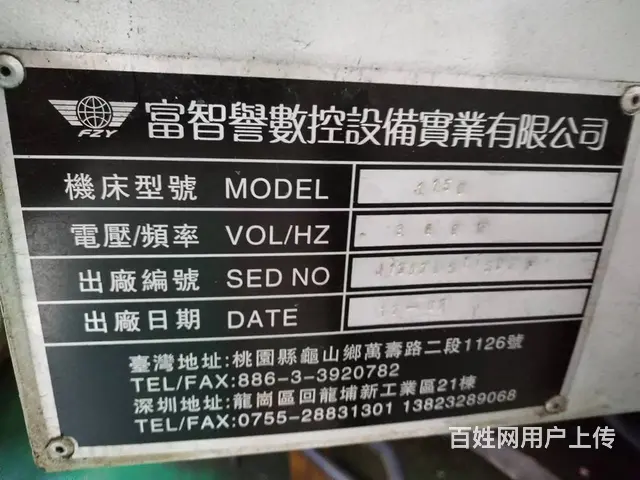 FZY 富智譽數控設備實業有限公司
機床型號 MODEL
電壓/頻率 VOL/HZ
出廠編號 SED NO
出廠日期 DATE
臺灣地址:桃園縣龜山鄉萬壽路二段1126號
TEL/FAX:886-3-3920782
深圳地址:龍崗區回龍埔新工業區21棟
TEL/FAX:0755-28831301 13823289068
百姓网用户上传